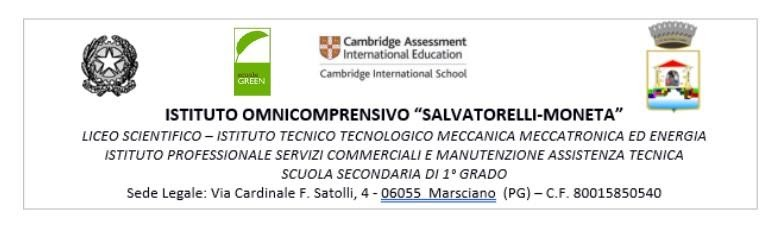 scuola
GREEN
Cambridge Assessment
International Education
Cambridge International School
ISTITUTO OMNICOMPRENSIVO “SALVATORELLI-MONETA”
LICEO SCIENTIFICO – ISTITUTO TECNICO TECNOLOGICO MECCANICA MECCATRONICA ED ENERGIA
ISTITUTO PROFESSIONALE SERVIZI COMMERCIALI E MANUTENZIONE ASSISTENZA TECNICA
SCUOLA SECONDARIA DI 1° GRADO
Sede Legale: Via Cardinale F. Satolli, 4 - 06055 Marsciano (PG) – C.F. 80015850540